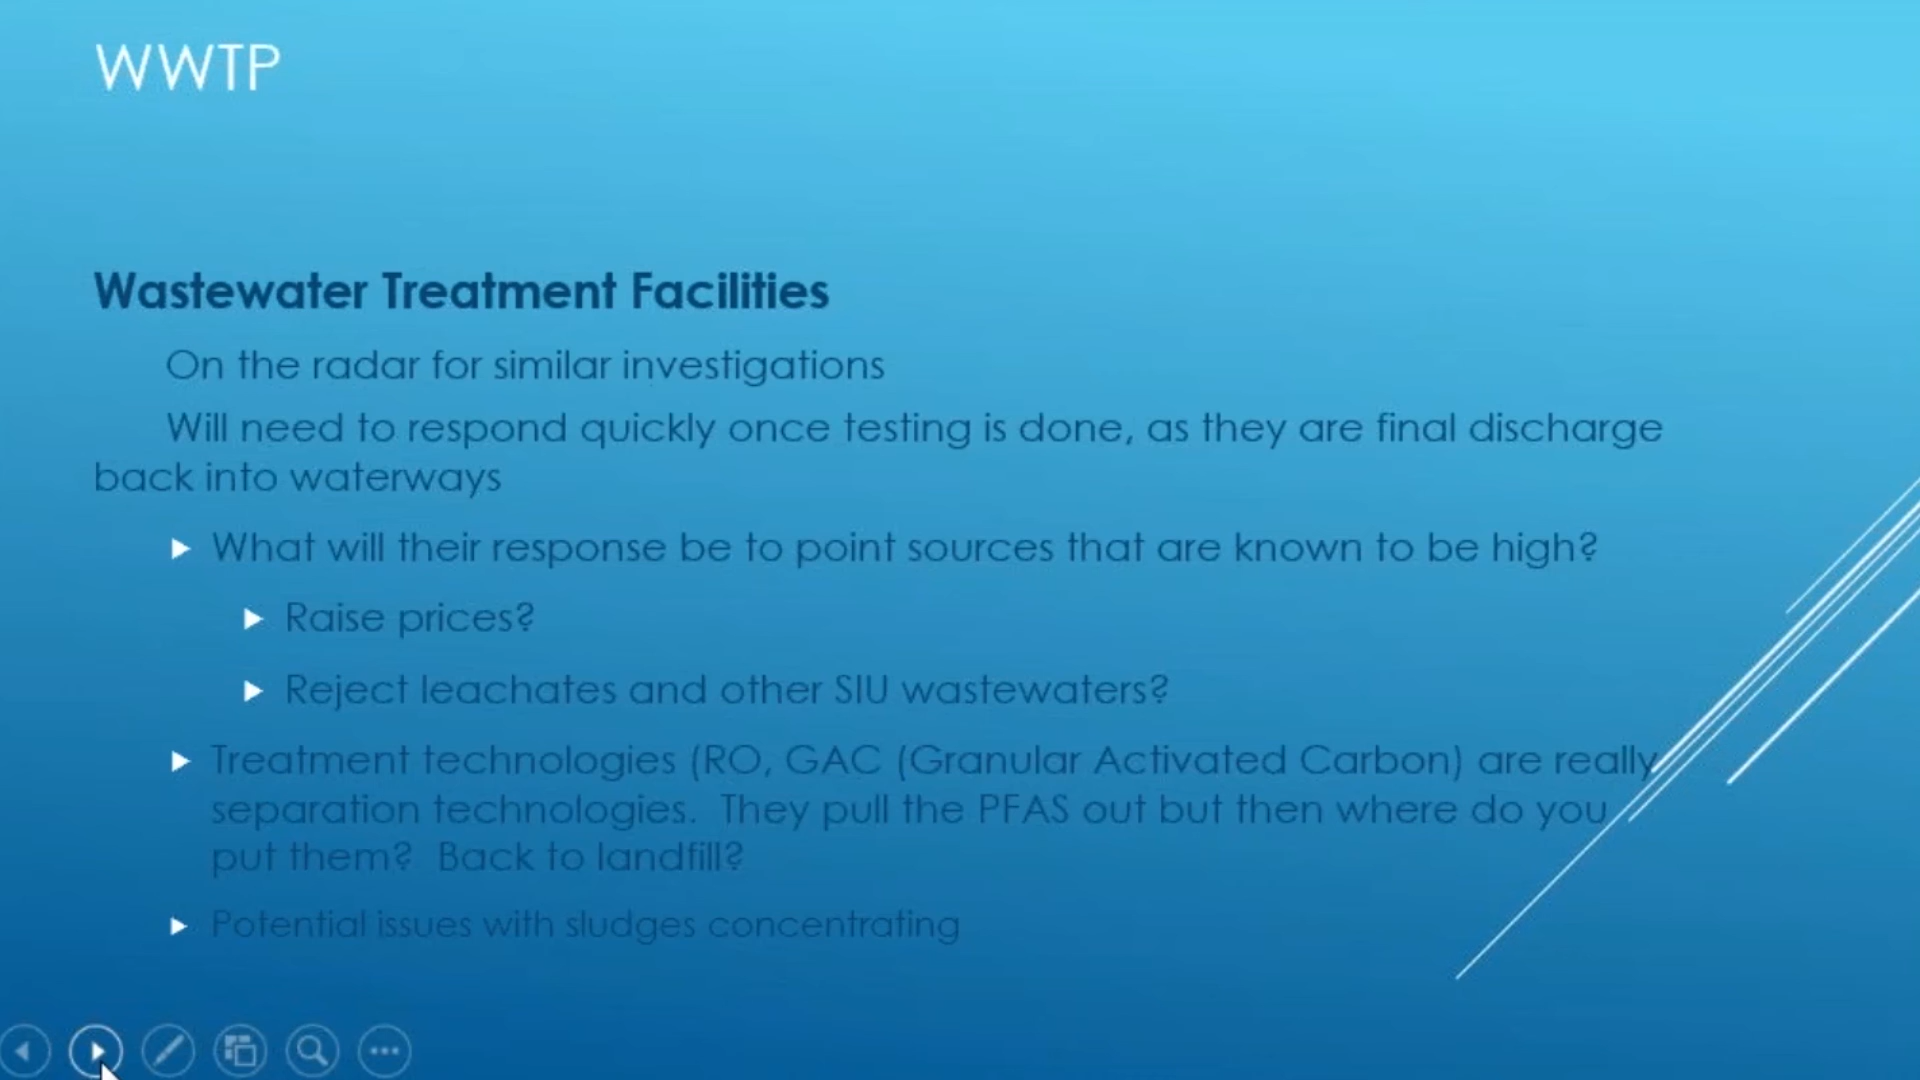 WWTP
Wastewater Treatment Facilities
On the radar for similar investigations
Will need to respond quickly once testing is done, as they are final discharge
back into waterways
What will their response be to point sources that are known to be high?
Raise prices?
Reject leachates and other SIU wastewaters?
Treatment technologies (RO, GAC (Granular Activated Carbon) are really
separation technologies. They pull the PFAS out but then where do you
put them? Back to landfill?
Potential issues with sludges concentrating